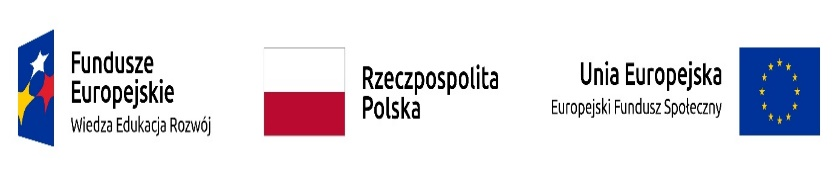 Fundusze
Europejskie
Wiedza Edukacja Rozwój
Rzeczpospolita
Polska
Unia Europejska
Europejski Fundusz Społeczny